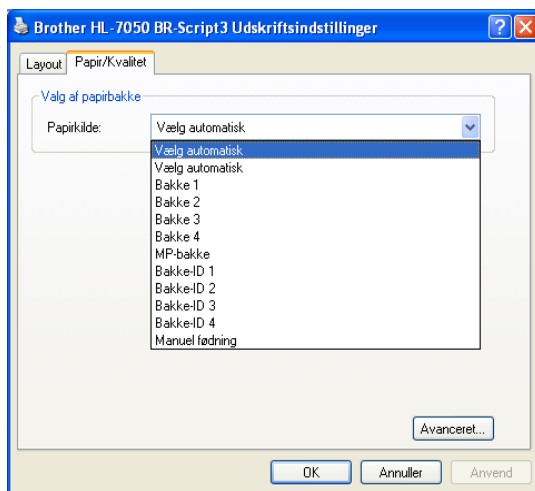 Brother HL-7050 BR-Script3 Udskriftsindstillinger
Layout Papir/Kvalitet
Valg af papirbakke
Papirkilde: Vælg automatisk
Vælg automatisk
Vælg automatisk
Bakke 1
Bakke 2
Bakke 3
Bakke 4
MP-bakke
Bakke-ID 1
Bakke-ID 2
Bakke-ID 3
Bakke-ID 4
Manuel fødning
Avanceret...
OK Annuller Anvend